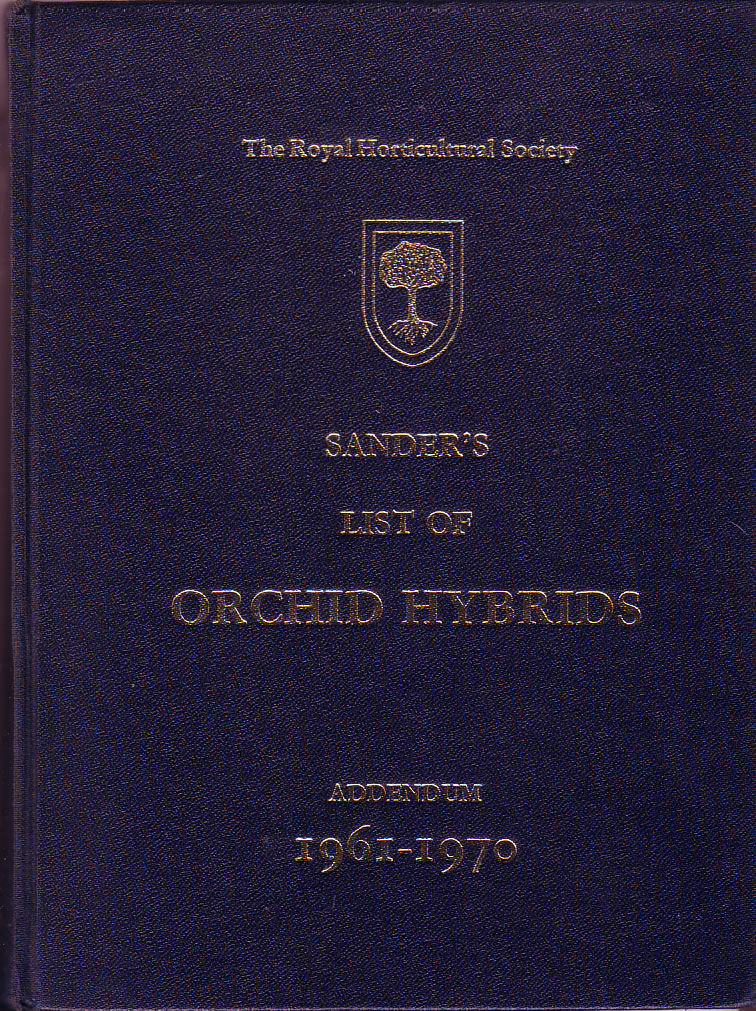 The Royal Horticultural Society
SANDER'S
LIST OF
ORCHID HYBRIDS
ADDENDUM
1961-1970